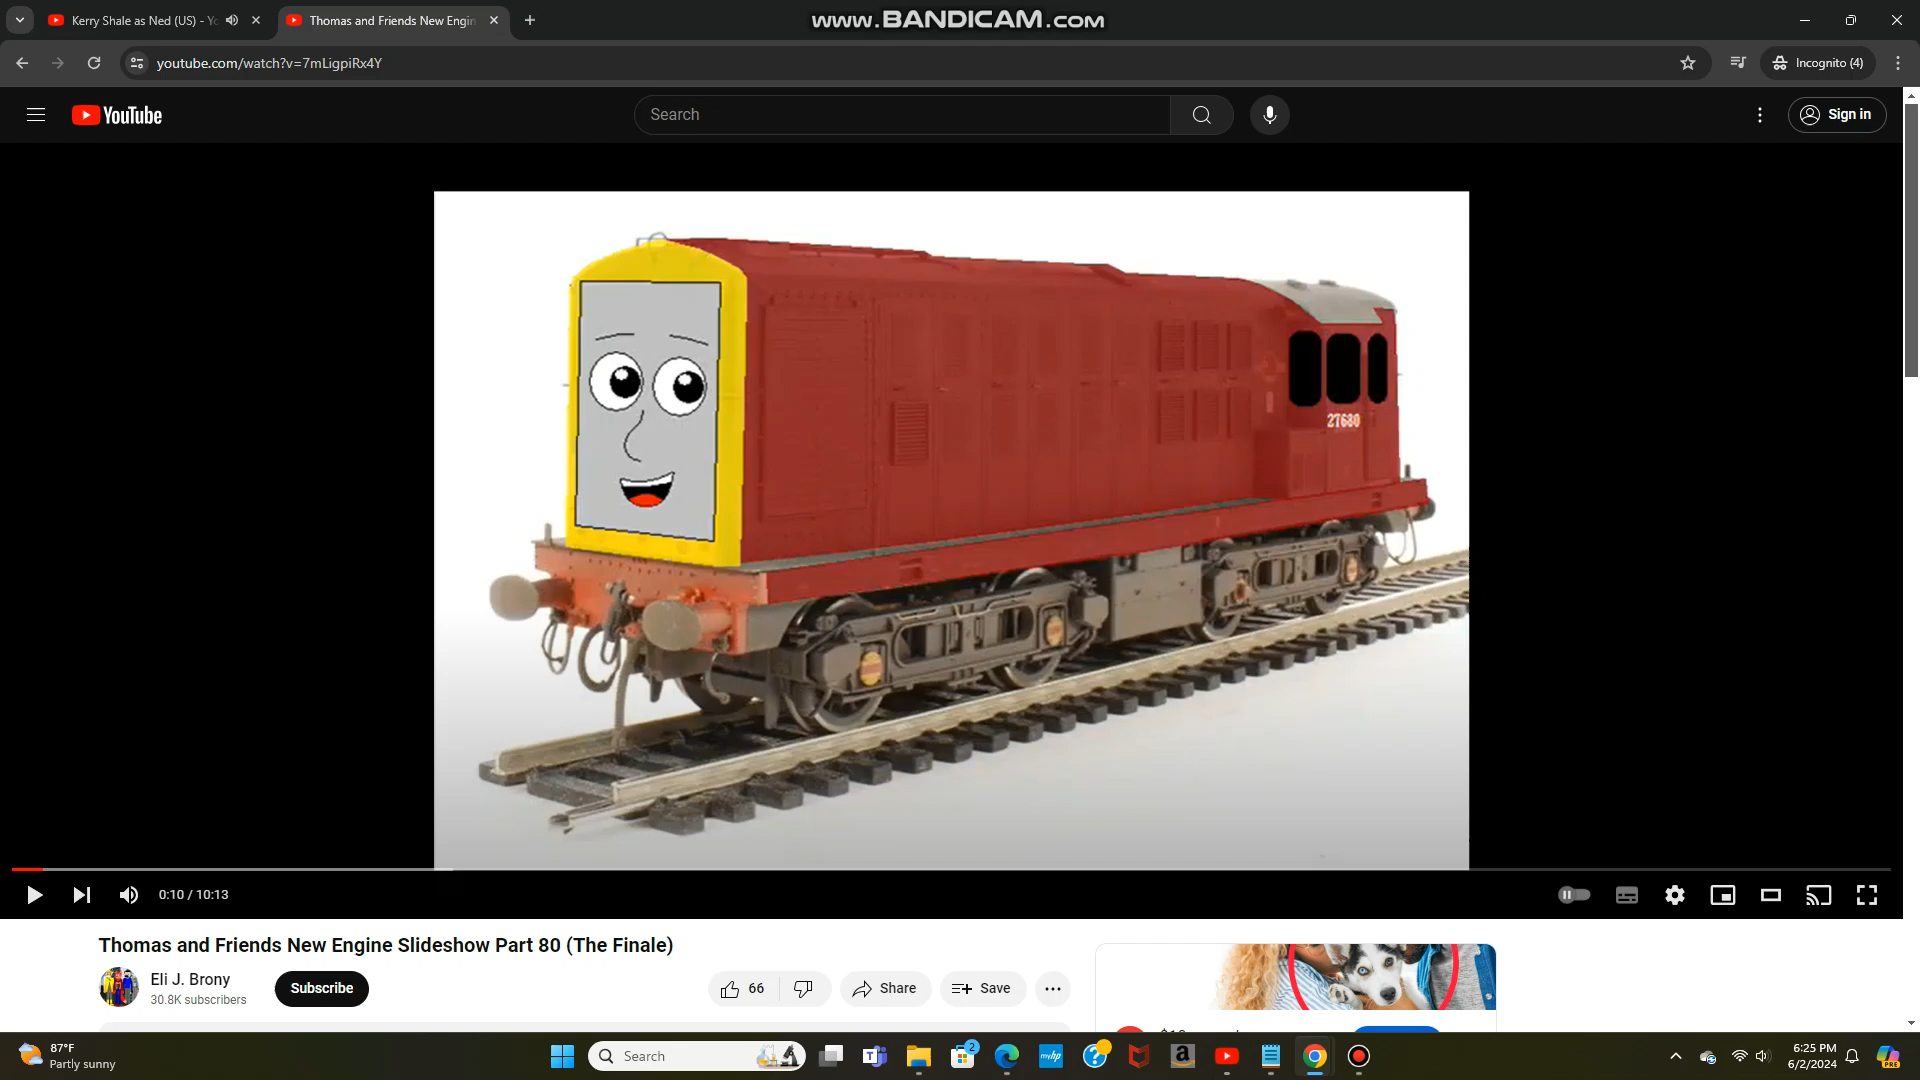 Kerry Shale as Ned (US) - Yo
Thomas and Friends New Engin
www.BANDICAM.com
youtube.com/watch?v=7mLigpiRx4Y
Incognito (4)
YouTube
Search
Sign in
27680
0:10 / 10:13
Thomas and Friends New Engine Slideshow Part 80 (The Finale)
Eli J. Brony
30.8K subscribers
Subscribe
66
Share
Save
87°F
Partly sunny
Search
2
myhp
6:25 PM
6/2/2024
PRE